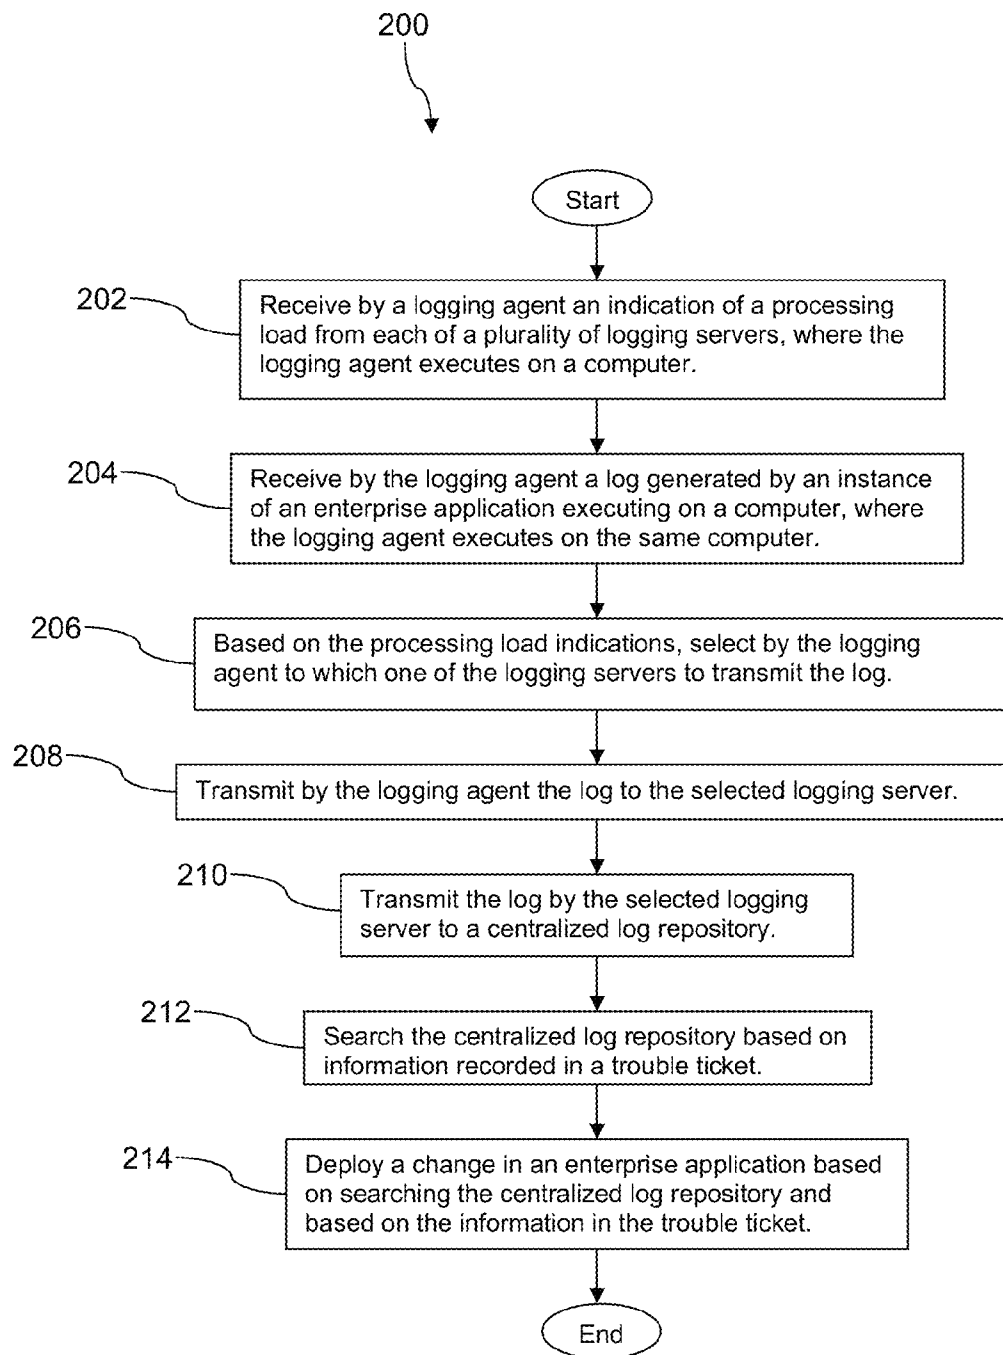 200
Start
202
Receive by a logging agent an indication of a processing
load from each of a plurality of logging servers, where the
logging agent executes on a computer.
204
Receive by the logging agent a log generated by an instance
of an enterprise application executing on a computer, where
the logging agent executes on the same computer.
206
Based on the processing load indications, select by the logging
agent to which one of the logging servers to transmit the log.
208
Transmit by the logging agent the log to the selected logging server.
210
Transmit the log by the selected logging
server to a centralized log repository.
212
Search the centralized log repository based on
information recorded in a trouble ticket.
214
Deploy a change in an enterprise application based
on searching the centralized log repository and
based on the information in the trouble ticket.
End